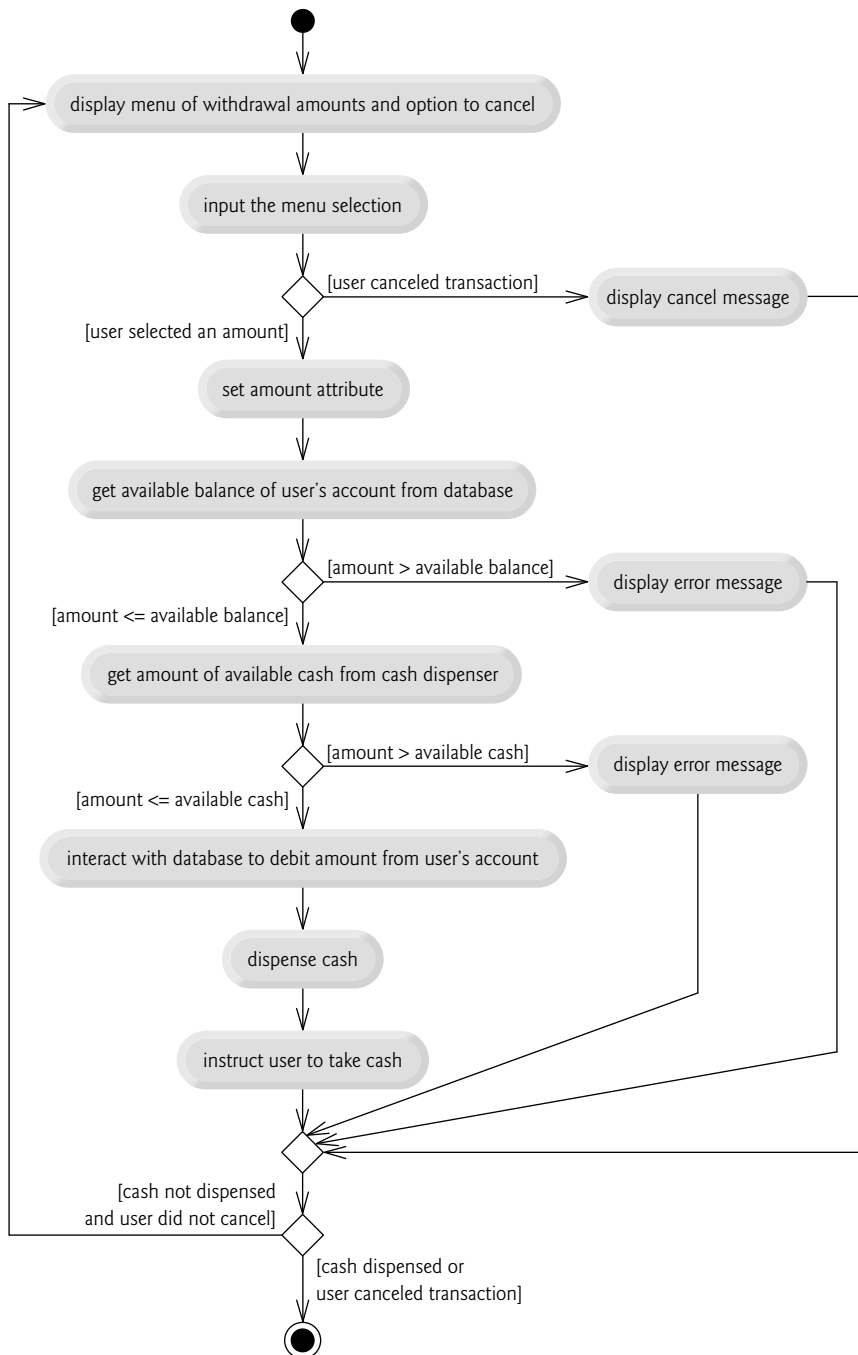 display menu of withdrawal amounts and option to cancel
input the menu selection
[user canceled transaction]
display cancel message
[user selected an amount]
set amount attribute
get available balance of user’s account from database
[amount > available balance]
display error message
[amount <= available balance]
get amount of available cash from cash dispenser
[amount > available cash]
display error message
[amount <= available cash]
interact with database to debit amount from user’s account
dispense cash
instruct user to take cash
[cash not dispensed
and user did not cancel]
[cash dispensed or
user canceled transaction]